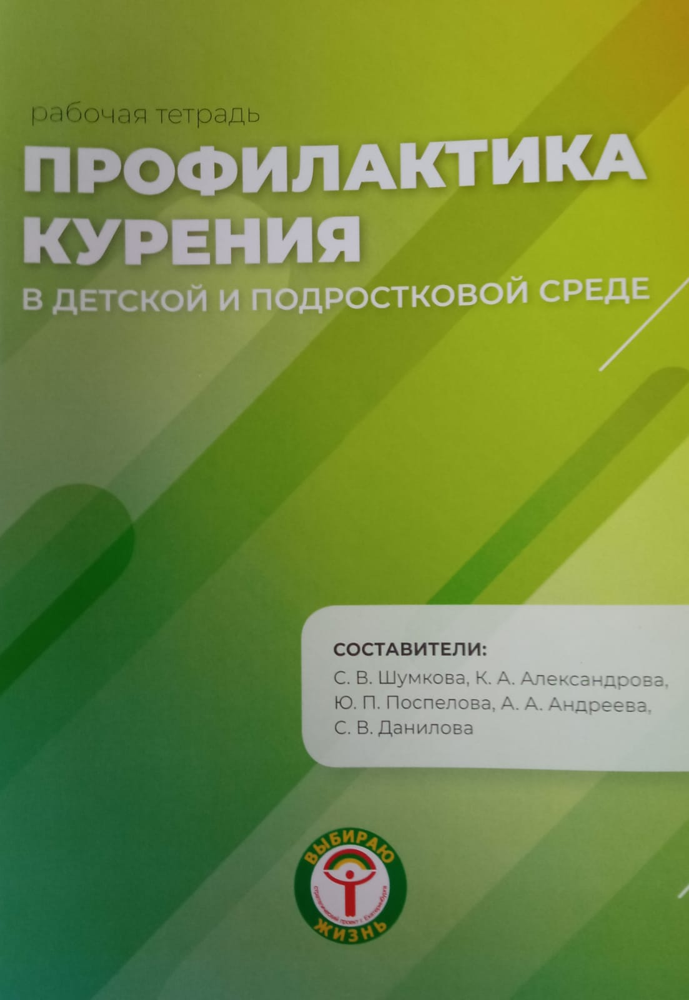 рабочая тетрадь
ПРОФИЛАКТИКА
КУРЕНИЯ
В ДЕТСКОЙ И ПОДРОСТКОВОЙ СРЕДЕ
СОСТАВИТЕЛИ:
С. В. Шумкова, К. А. Александрова,
Ю. П. Поспелова, А. А. Андреева,
С. В. Данилова
ВЫБИРАЮ
стратегический проект г. Екатеринбурга
ЖИЗНЬ